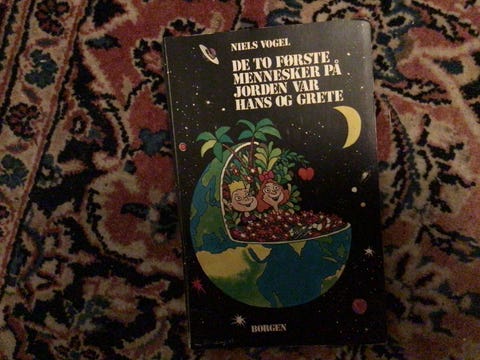 NIELS VOGEL
DE TO FØRSTE
MENNESKER PÅ
JORDEN VAR
HANS OG GRETE
BORGEN